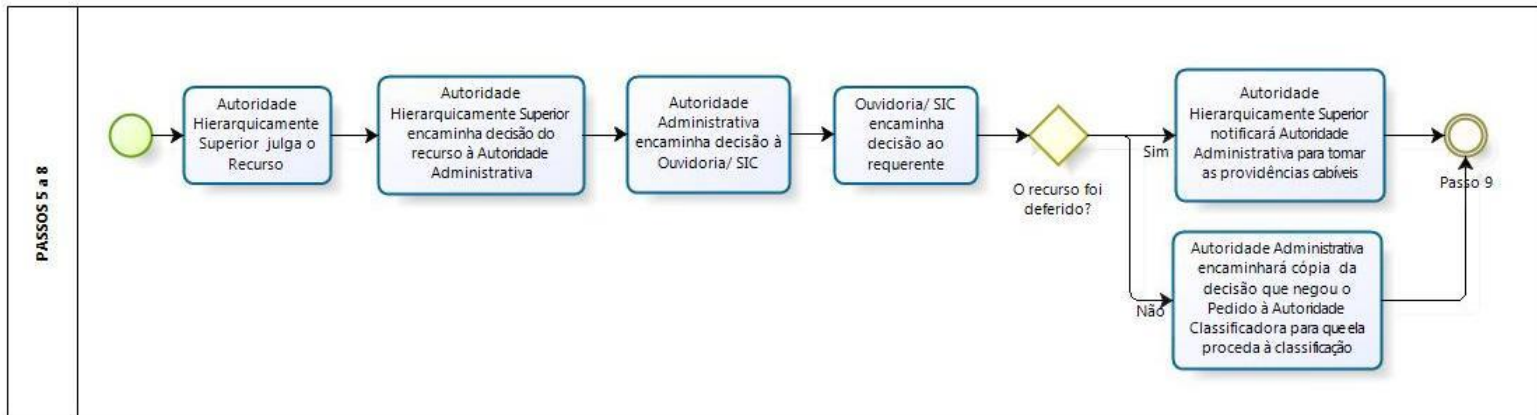 PASSOS 5 a 8
Autoridade
Hierarquicamente
Superior julga o
Recurso
Autoridade
Hierarquicamente Superior
encaminha decisão do
recurso à Autoridade
Administrativa
Autoridade
Administrativa
encaminha decisão à
Ouvidoria/ SIC
Ouvidoria/ SIC
encaminha
decisão ao
requerente
O recurso foi
deferido?
Sim
Autoridade
Hierarquicamente Superior
notificará Autoridade
Administrativa para tomar
as providências cabíveis
Passo 9
Não
Autoridade Administrativa
encaminhará cópia da
decisão que negou o
Pedido à Autoridade
Classificadora para que ela
proceda à classificação